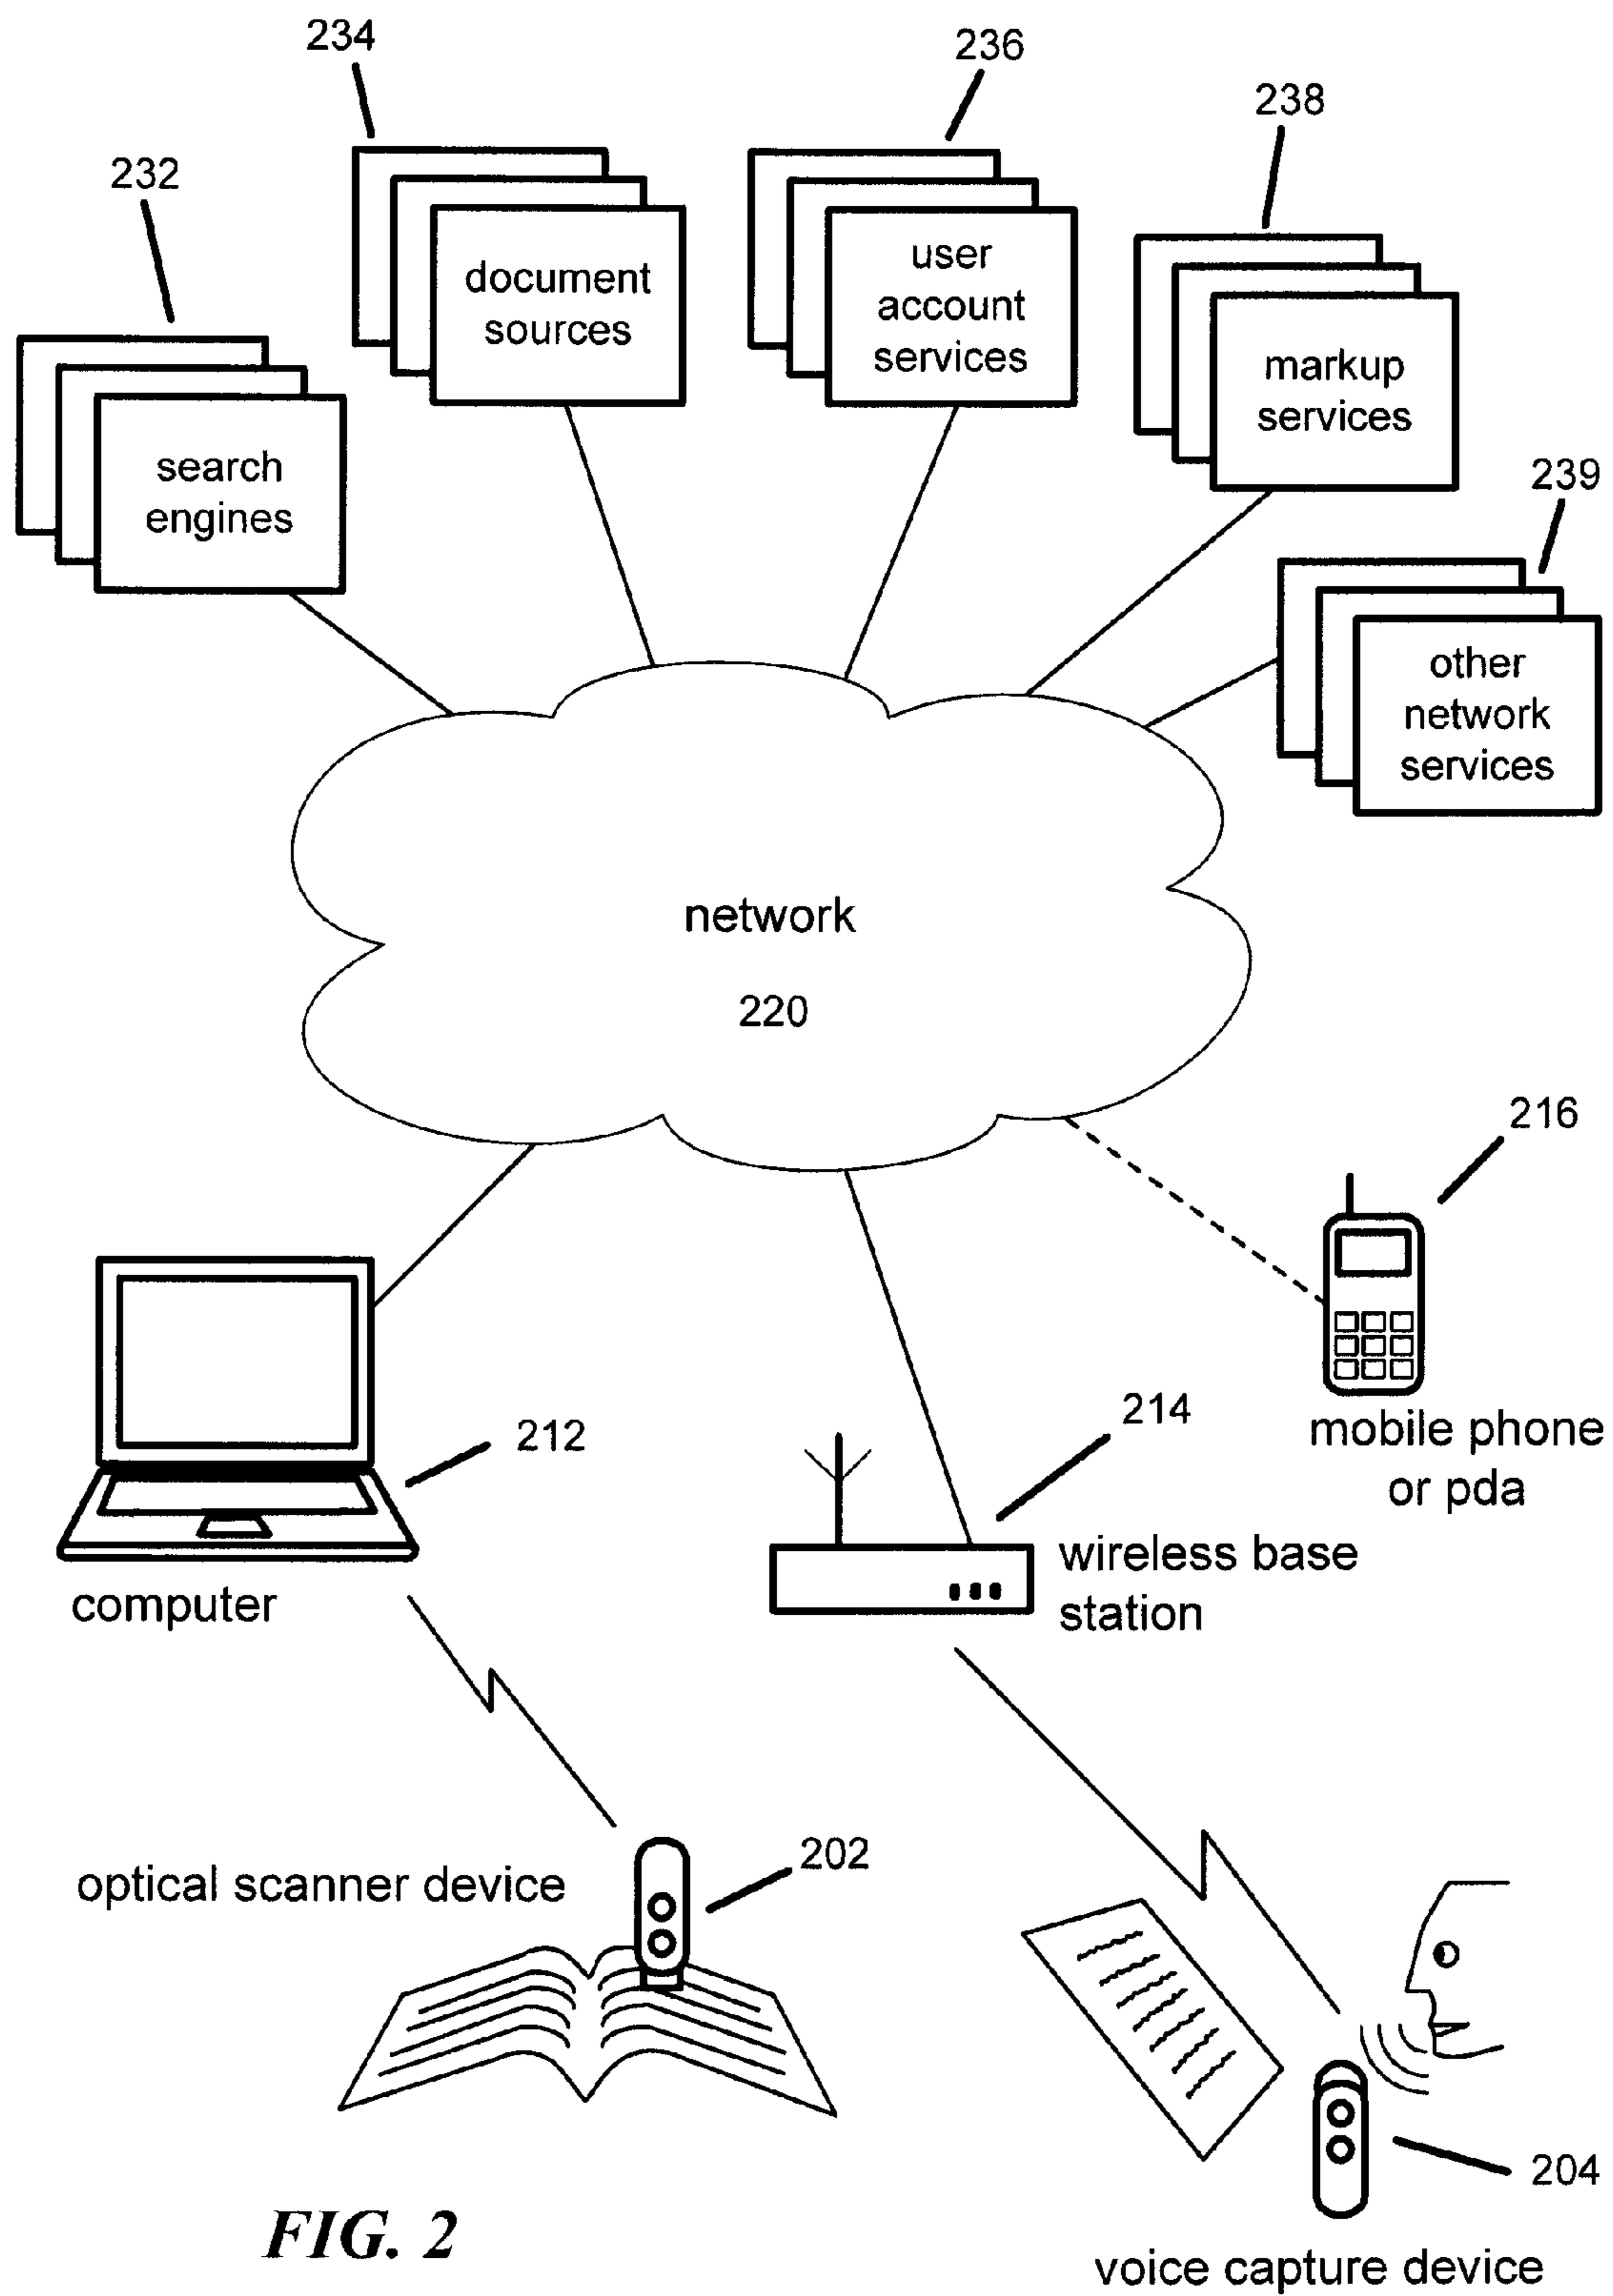 234
236
238
232
document
sources
user
account
services
markup
services
239
search
engines
other
network
services
network
220
216
mobile phone
or pda
212
214
computer
wireless base
station
optical scanner device
202
204
FIG. 2
voice capture device